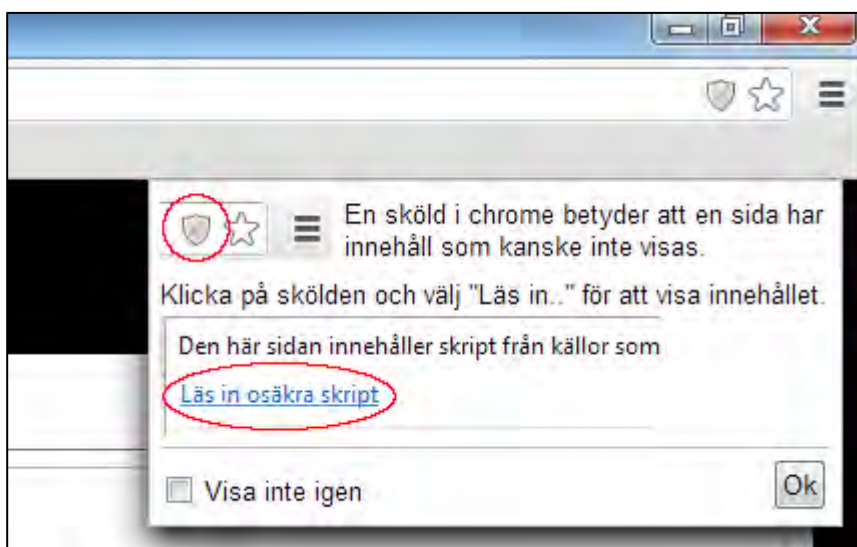 En sköld i chrome betyder att en sida har
innehåll som kanske inte visas.
Klicka på skölden och välj "Läs in.." för att visa innehållet.
Den här sidan innehåller skript från källor som
Läs in osäkra skript
Visa inte igen
Ok